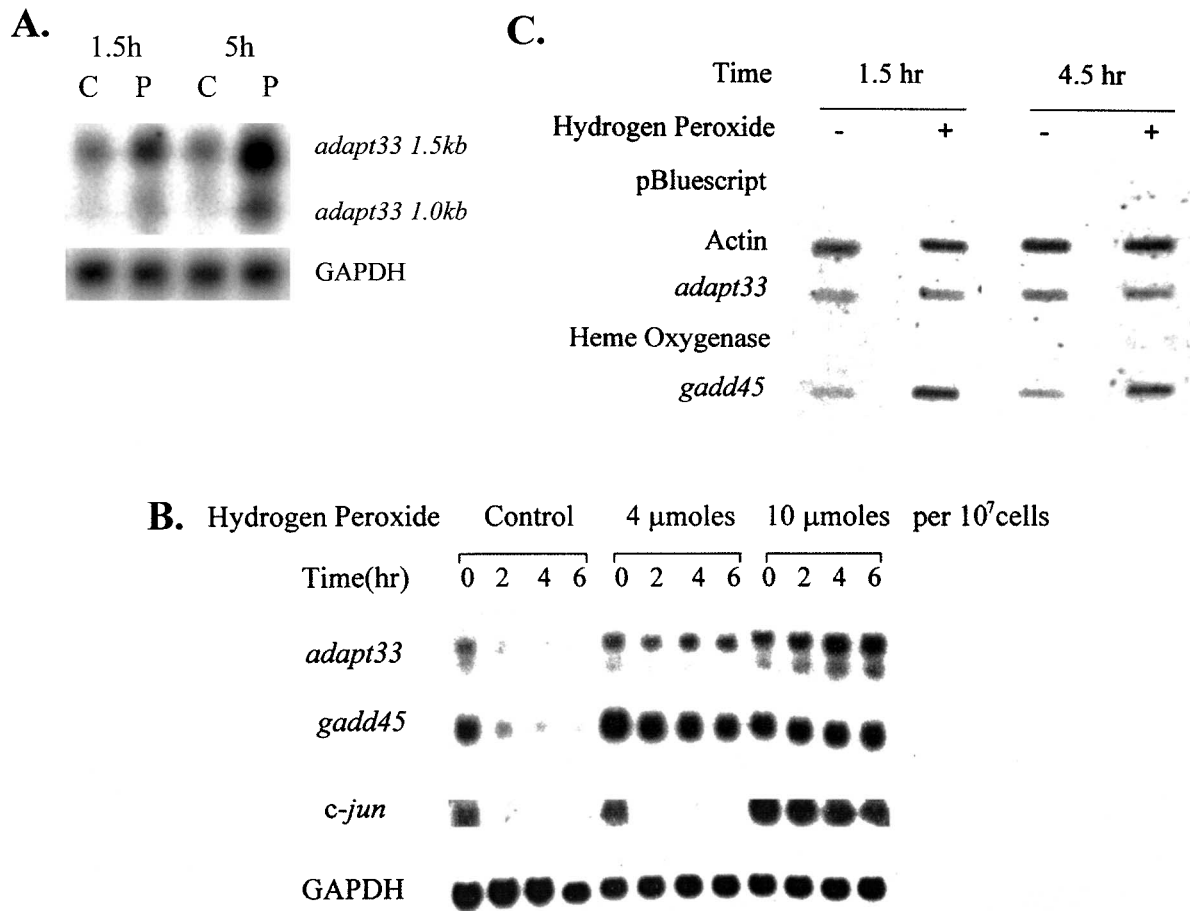 A.
1.5h 5h
C P C P
adapt33 1.5kb
adapt33 1.0kb
GAPDH
C.
Time 1.5 hr 4.5 hr
Hydrogen Peroxide - + - +
pBluescript
Actin
adapt33
Heme Oxygenase
gadd45
B. Hydrogen Peroxide Control 4 μmoles 10 μmoles per 10⁷cells
Time(hr) 0 2 4 6 0 2 4 6 0 2 4 6
adapt33
gadd45
c-jun
GAPDH